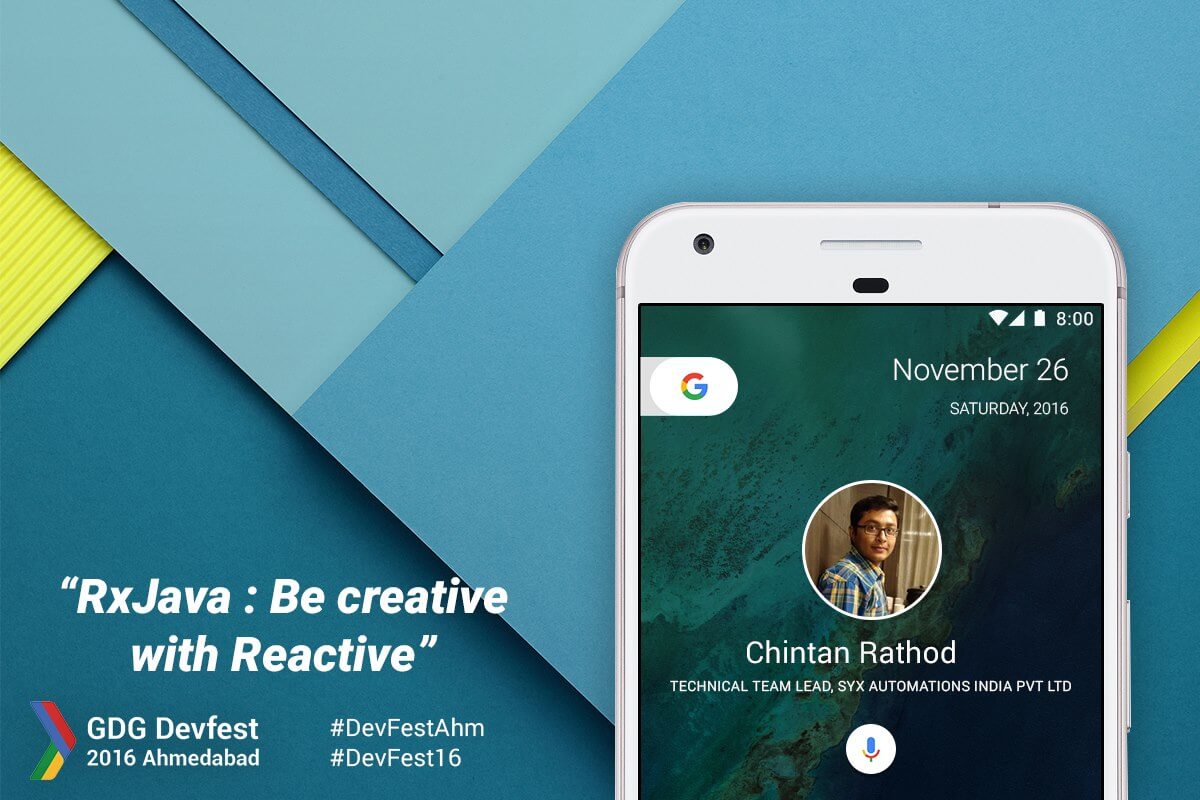 8:00
November 26
SATURDAY, 2016
Chintan Rathod
TECHNICAL TEAM LEAD, SYX AUTOMATIONS INDIA PVT LTD
“RxJava : Be creative
with Reactive”
GDG Devfest
2016 Ahmedabad
#DevFestAhm
#DevFest16